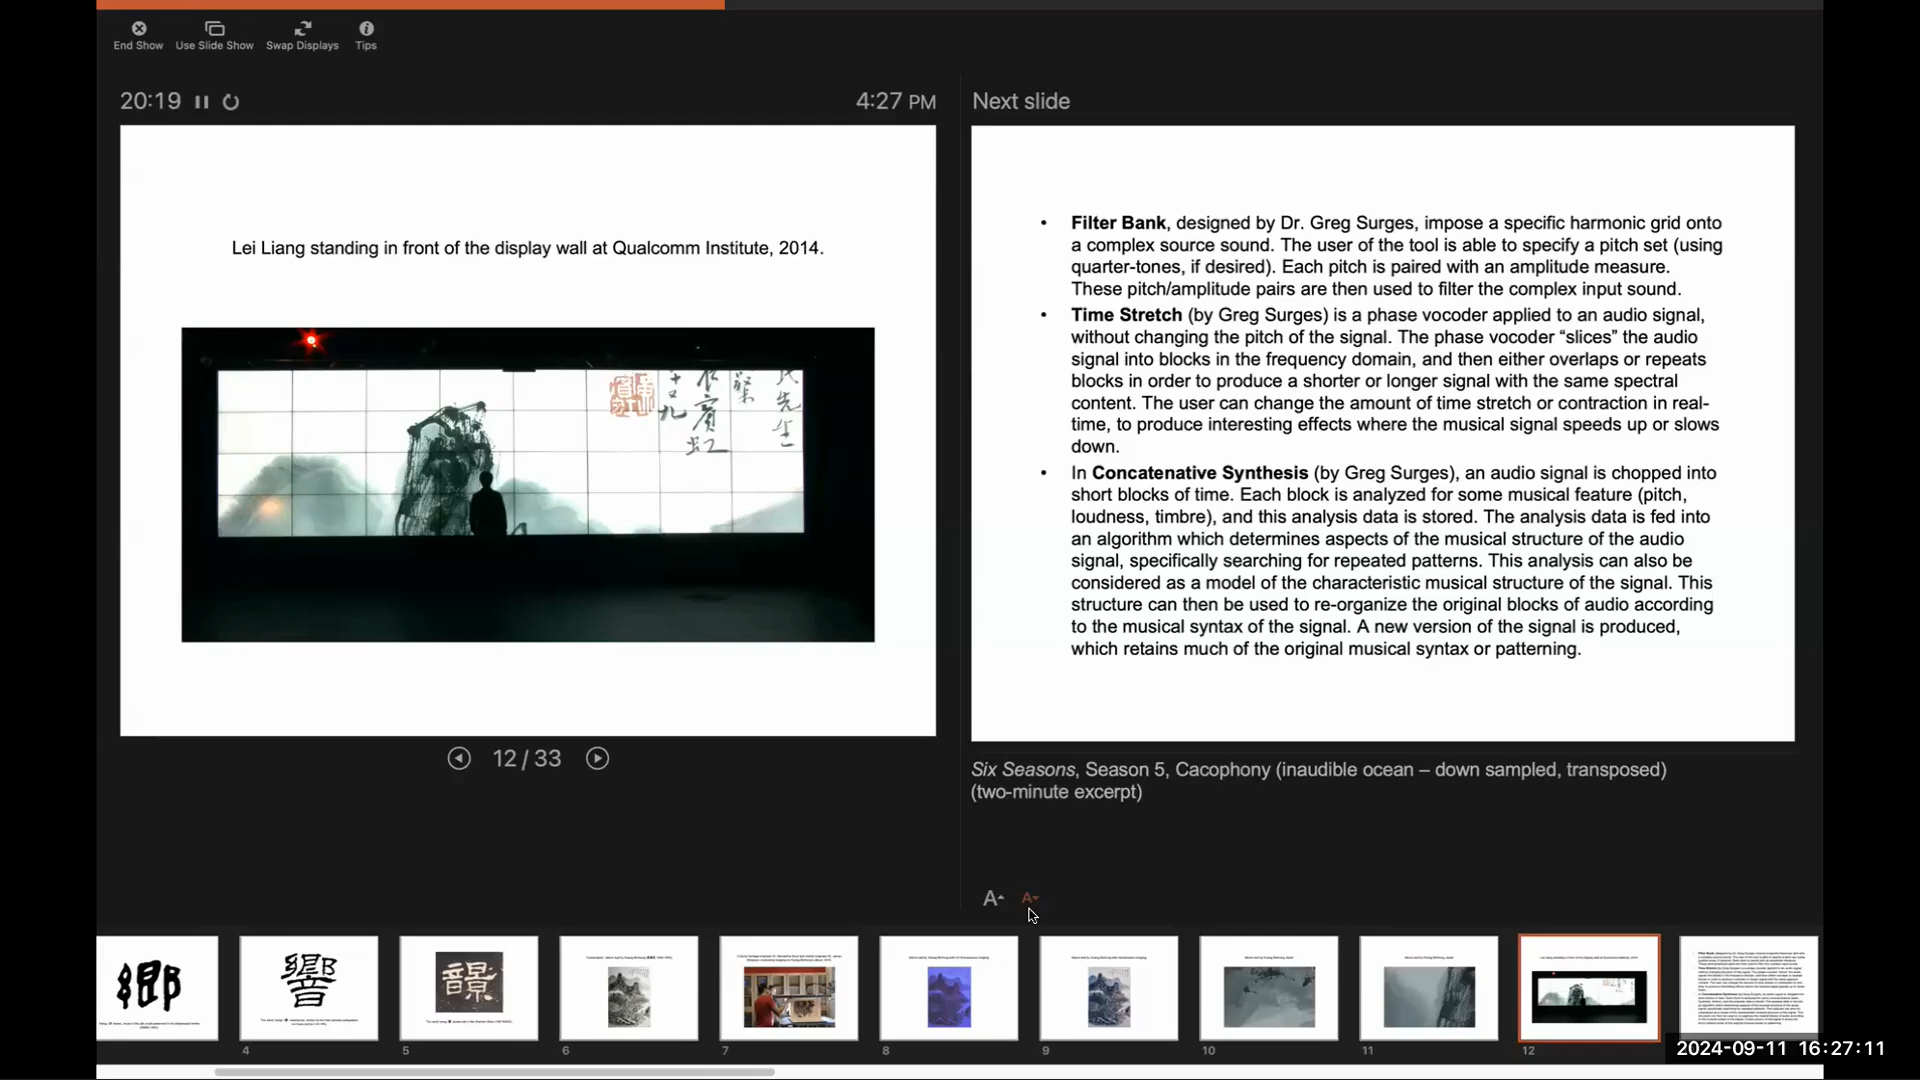 End Show
Use Slide Show
Swap Displays
Tips
20:19
4:27 PM
Next slide
Lei Liang standing in front of the display wall at Qualcomm Institute, 2014.
氏先生
十又九
賓虹
12 / 33
• Filter Bank, designed by Dr. Greg Surges, impose a specific harmonic grid onto
a complex source sound. The user of the tool is able to specify a pitch set (using
quarter-tones, if desired). Each pitch is paired with an amplitude measure.
These pitch/amplitude pairs are then used to filter the complex input sound.
• Time Stretch (by Greg Surges) is a phase vocoder applied to an audio signal,
without changing the pitch of the signal. The phase vocoder “slices” the audio
signal into blocks in the frequency domain, and then either overlaps or repeats
blocks in order to produce a shorter or longer signal with the same spectral
content. The user can change the amount of time stretch or contraction in real-
time, to produce interesting effects where the musical signal speeds up or slows
down.
• In Concatenative Synthesis (by Greg Surges), an audio signal is chopped into
short blocks of time. Each block is analyzed for some musical feature (pitch,
loudness, timbre), and this analysis data is stored. The analysis data is fed into
an algorithm which determines aspects of the musical structure of the audio
signal, specifically searching for repeated patterns. This analysis can also be
considered as a model of the characteristic musical structure of the signal. This
structure can then be used to re-organize the original blocks of audio according
to the musical syntax of the signal. A new version of the signal is produced,
which retains much of the original musical syntax or patterning.
Six Seasons, Season 5, Cacophony (inaudible ocean – down sampled, transposed)
(two-minute excerpt)
A
A
鄉
響
4
5
6
7
8
9
10
11
12
2024-09-11 16:27:11